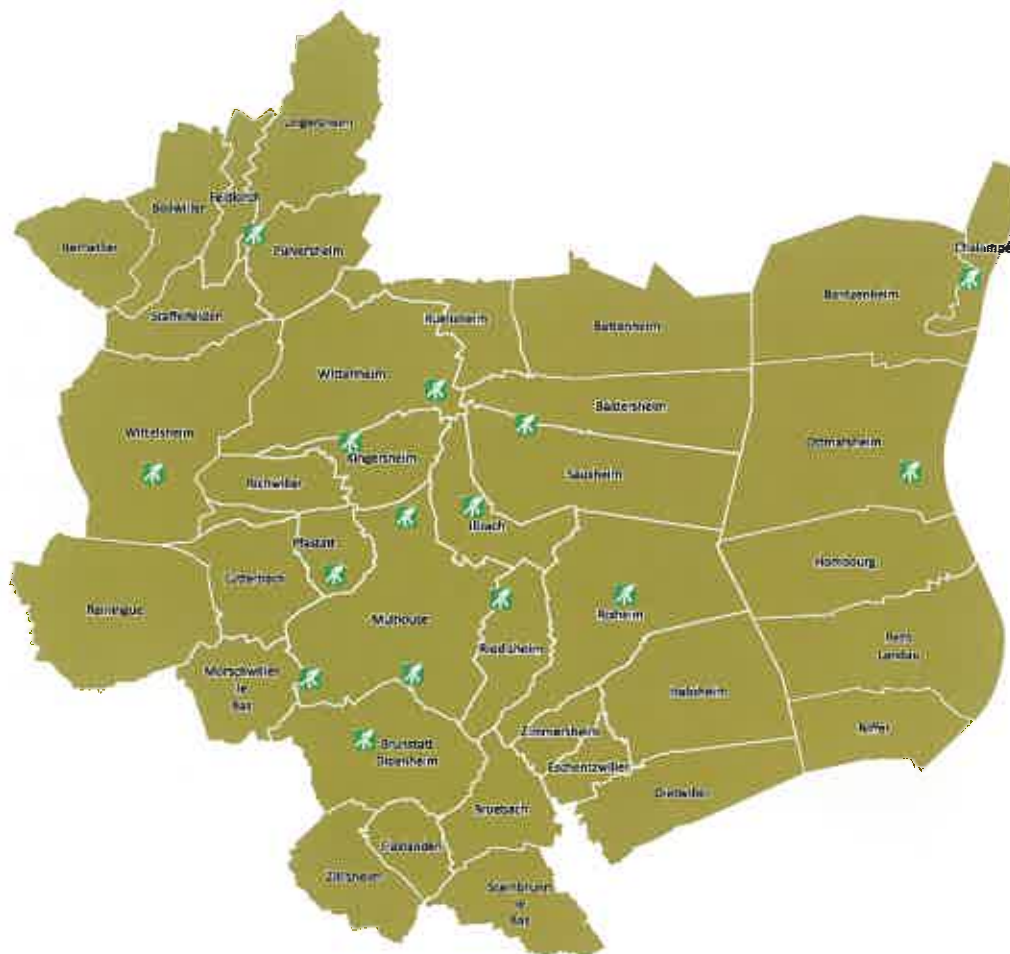 Ungersheim
Feldkirch
Bollwiller
Pulversheim
Berrwiller
Staffelfelden
Chalampé
Bantzenheim
Ruelisheim
Battenheim
Wittenheim
Baldersheim
Wittelsheim
Ottmarsheim
Kingersheim
Sausheim
Richwiller
Illzach
Pfastatt
Hombourg
Lutterbach
Reiningue
Mulhouse
Rixheim
Riedisheim
Petit
Landau
Morschwiller
le
Bas
Habsheim
Zimmersheim
Niffer
Brunstatt
Didenheim
Eschentzwiller
Dietwiller
Bruebach
Flaxlanden
Zillisheim
Steinbrunn
le
Bas